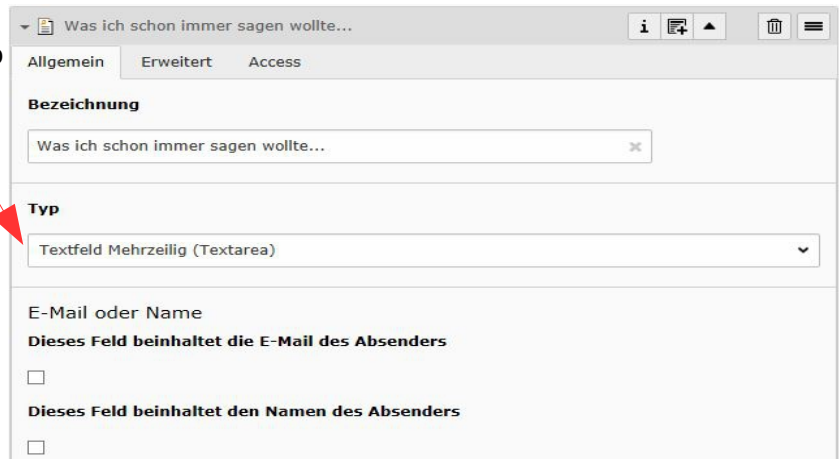 Was ich schon immer sagen wollte...
Allgemein Erweitert Access
Bezeichnung
Was ich schon immer sagen wollte...
Typ
Textfeld Mehrzeilig (Textarea)
E-Mail oder Name
Dieses Feld beinhaltet die E-Mail des Absenders
Dieses Feld beinhaltet den Namen des Absenders